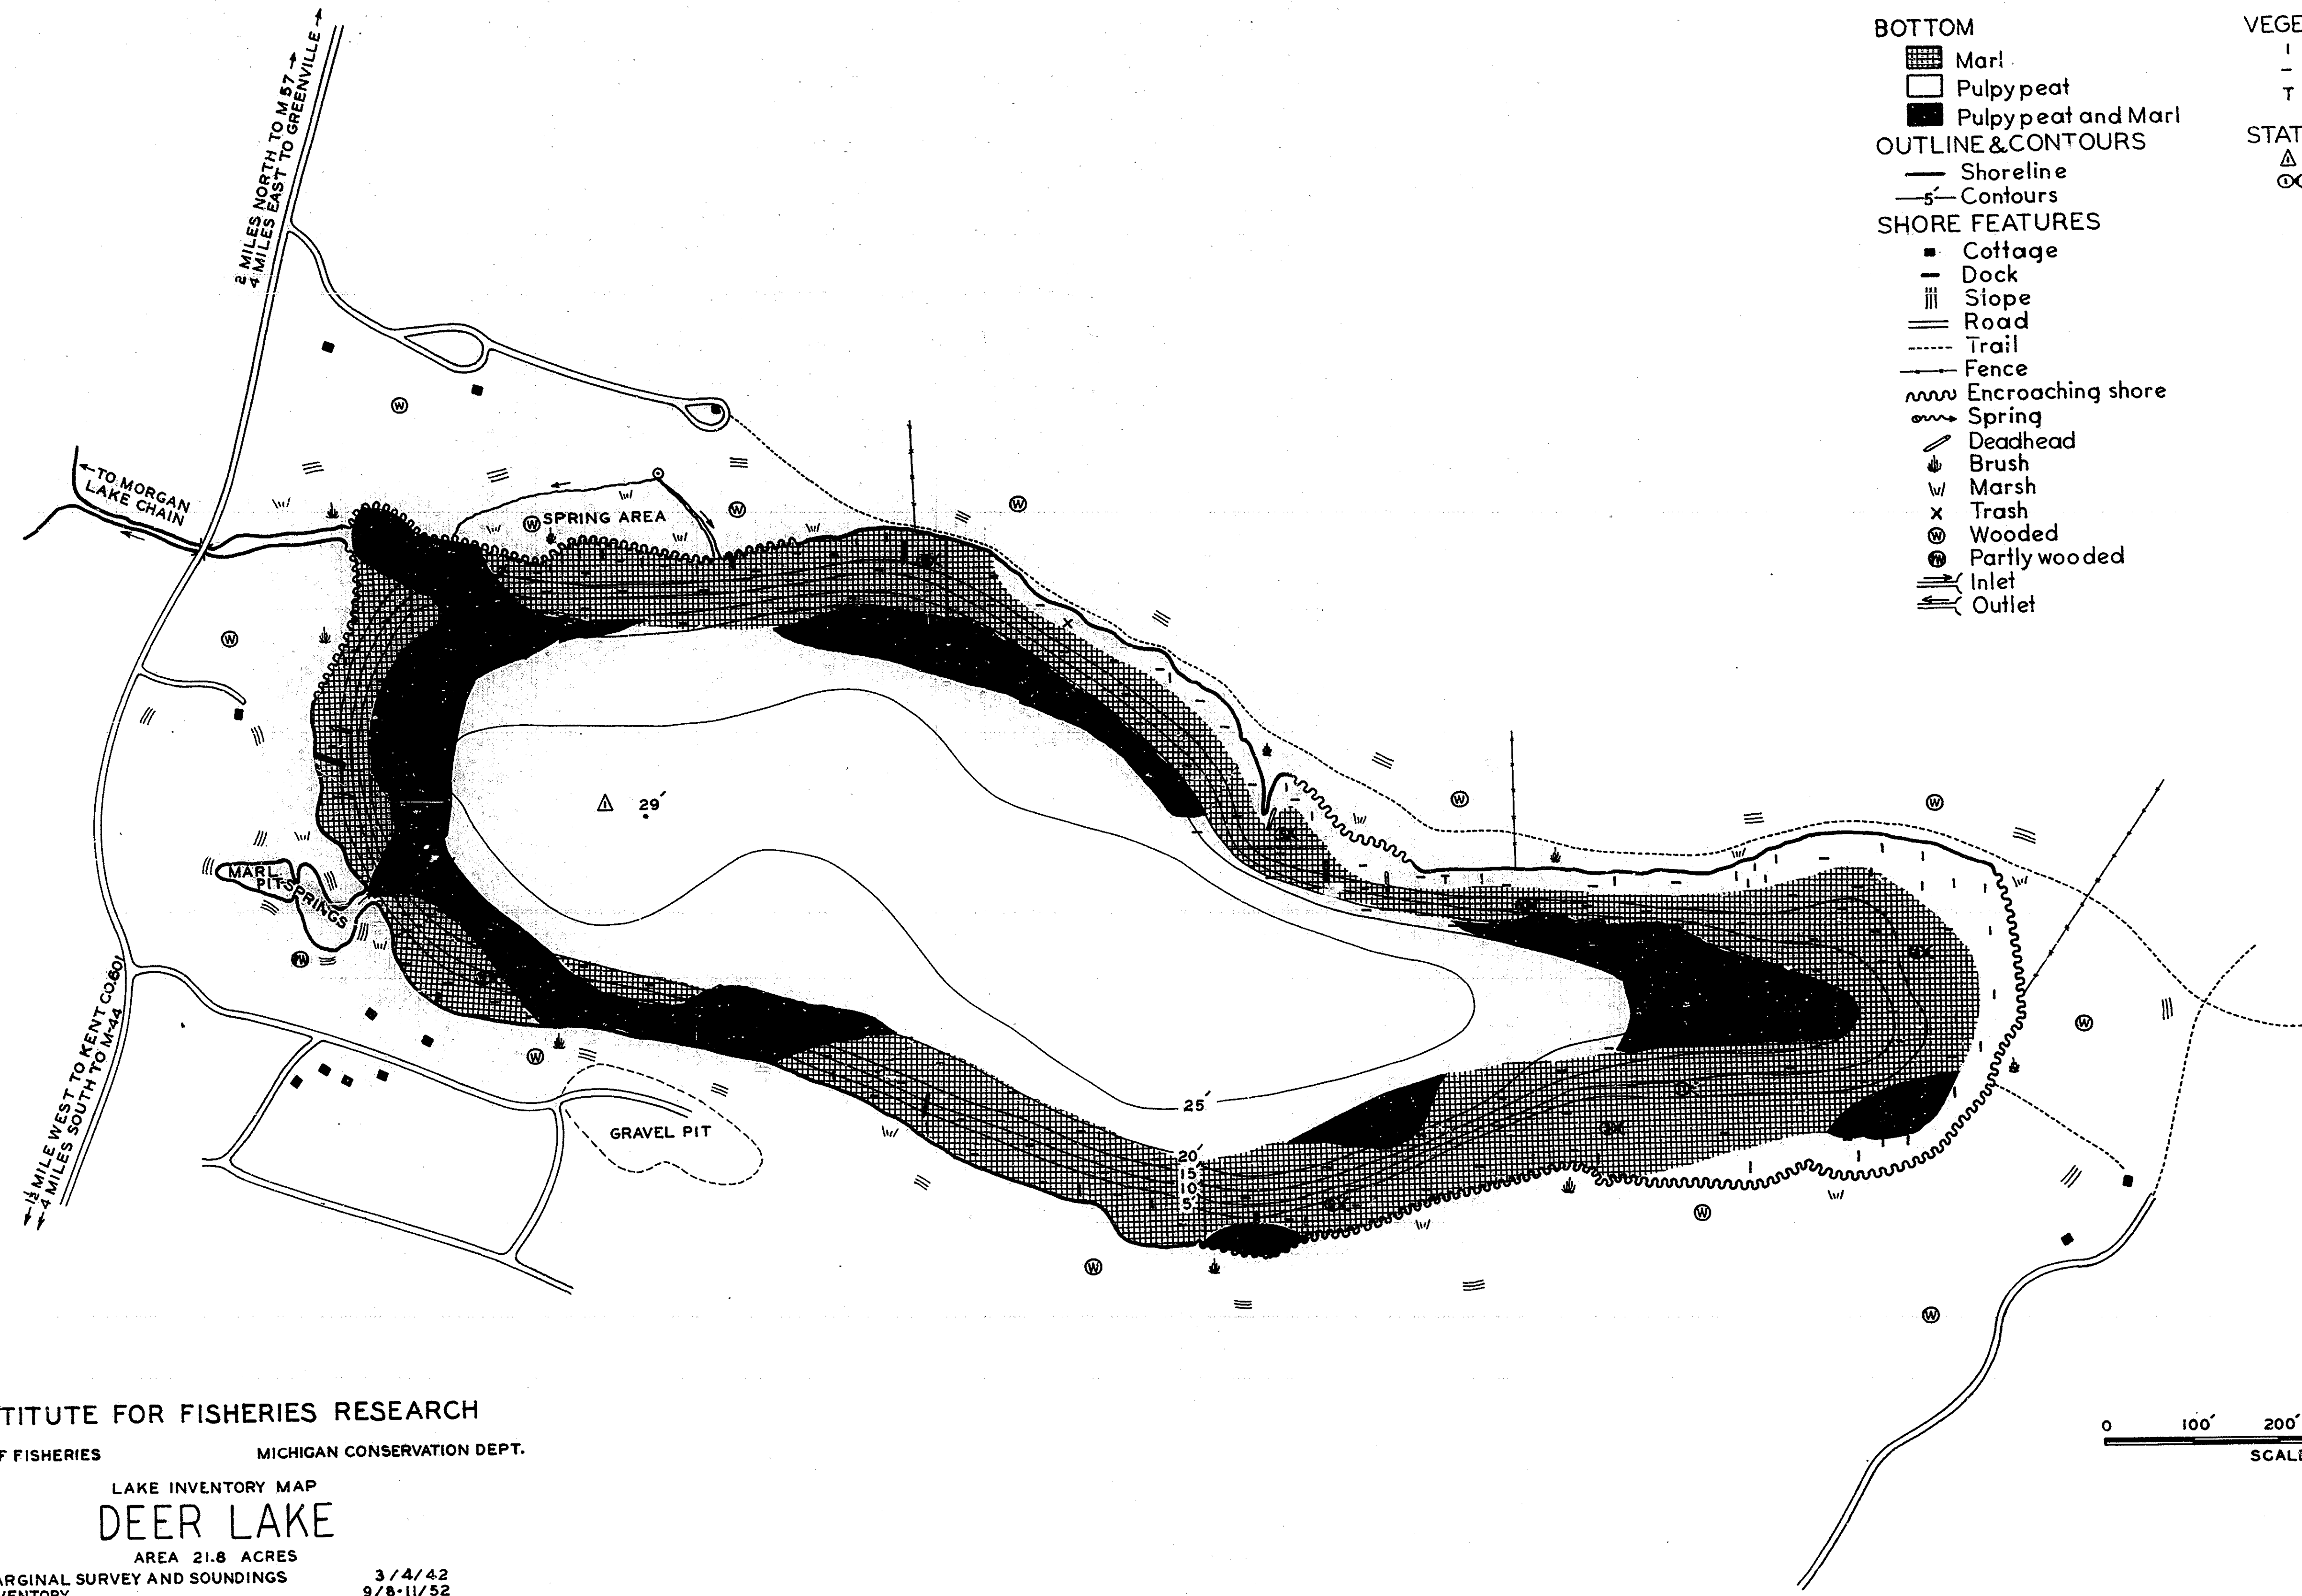 BOTTOM
Marl
Pulpy peat
Pulpy peat and Marl
OUTLINE & CONTOURS
Shoreline
5′ Contours
SHORE FEATURES
Cottage
Dock
Slope
Road
Trail
Fence
Encroaching shore
Spring
Deadhead
Brush
Marsh
Trash
W Wooded
PW Partly wooded
Inlet
Outlet
VEGE
T
STAT
2 MILES NORTH TO M 57
4 MILES EAST TO GREENVILLE
TO MORGAN
LAKE CHAIN
SPRING AREA
29′
MARL
PIT SPRINGS
1½ MILE WEST TO KENT CO. 601
4 MILES SOUTH TO M-44
GRAVEL PIT
25′
20′
15′
10′
5′
TITUTE FOR FISHERIES RESEARCH
F FISHERIES MICHIGAN CONSERVATION DEPT.
LAKE INVENTORY MAP
DEER LAKE
AREA 21.8 ACRES
ARGINAL SURVEY AND SOUNDINGS 3/4/42
VENTORY 9/8-11/52
0 100′ 200′
SCALE